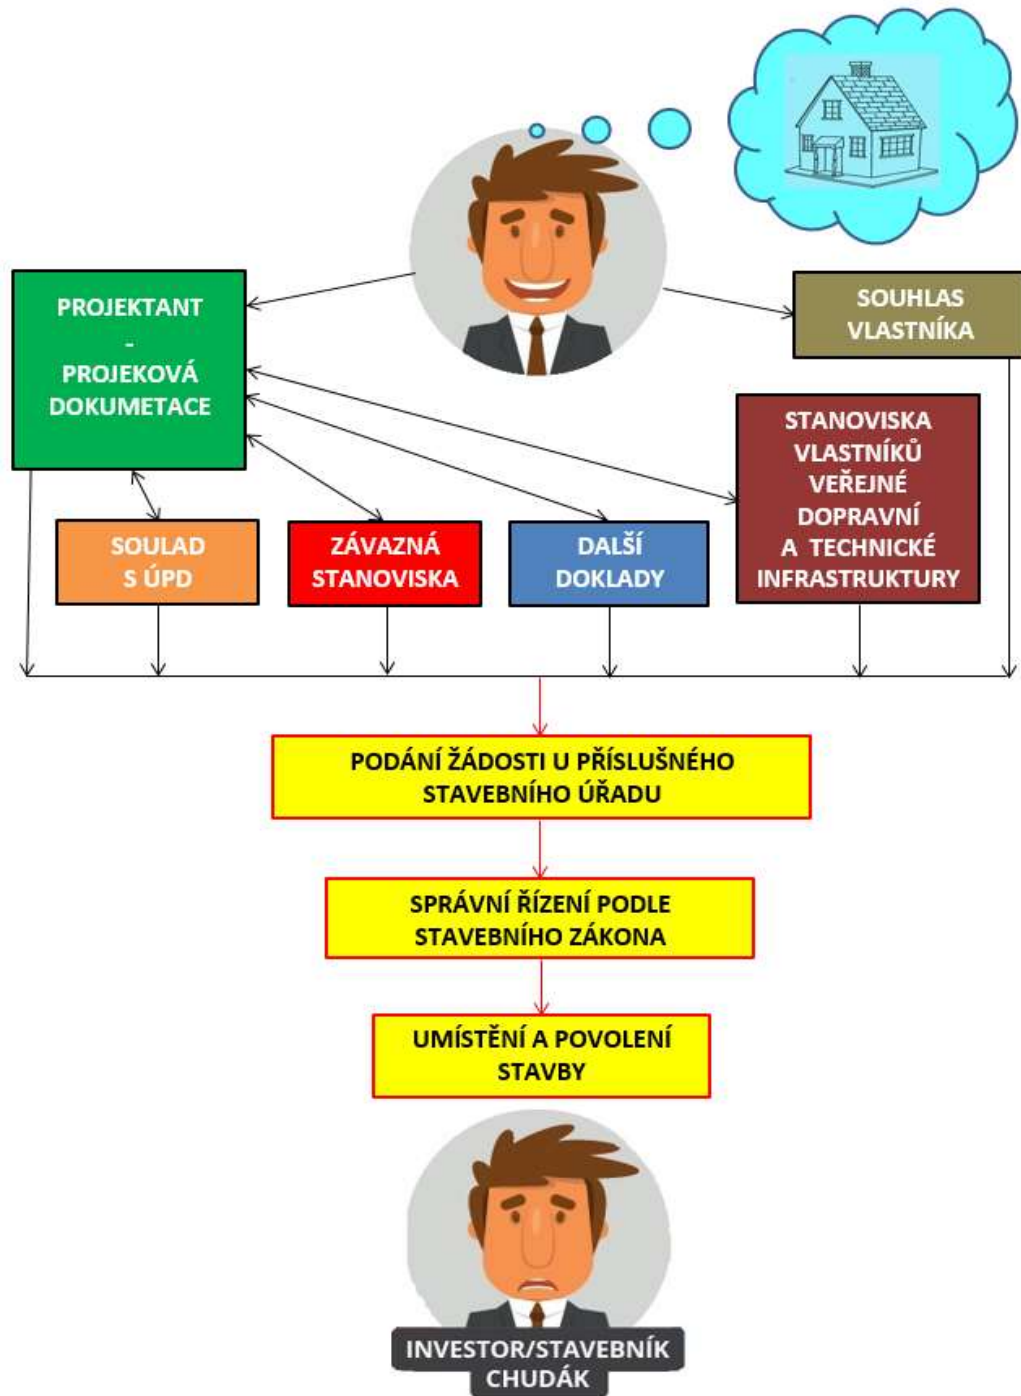 PROJEKTANT
-
PROJEKOVÁ
DOKUMETACE
SOUHLAS
VLASTNÍKA
STANOVISKA
VLASTNÍKŮ
VEŘEJNÉ
DOPRAVNÍ
A TECHNICKÉ
INFRASTRUKTURY
SOULAD
S ÚPD
ZÁVAZNÁ
STANOVISKA
DALŠÍ
DOKLADY
PODÁNÍ ŽÁDOSTI U PŘÍSLUŠNÉHO
STAVEBNÍHO ÚŘADU
SPRÁVNÍ ŘÍZENÍ PODLE
STAVEBNÍHO ZÁKONA
UMÍSTĚNÍ A POVOLENÍ
STAVBY
INVESTOR/STAVEBNÍK
CHUDÁK